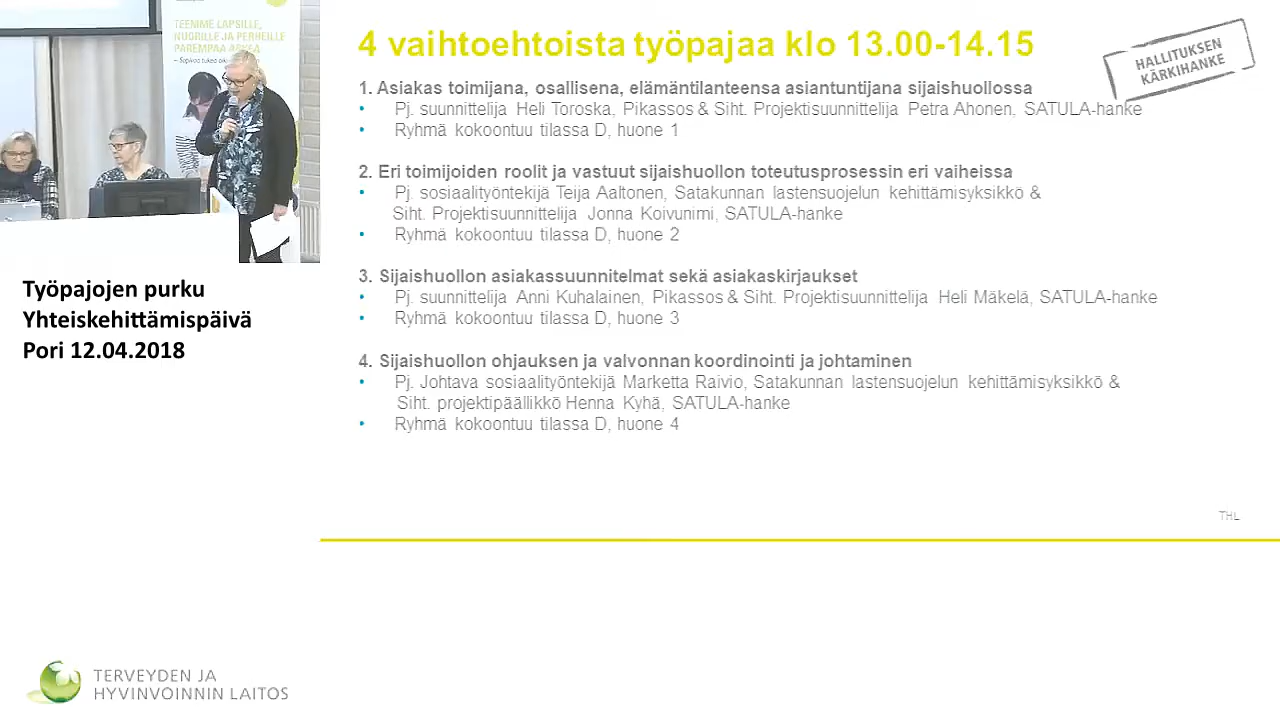 TEEMME LAPSILLE,
NUORILLE JA PERHEILLE
PAREMPAA ARKEA
Työpajojen purku
Yhteiskehittämispäivä
Pori 12.04.2018
4 vaihtoehtoista työpajaa klo 13.00-14.15
HALLITUKSEN
KÄRKIHANKE
1. Asiakas toimijana, osallisena, elämäntilanteensa asiantuntijana sijaishuollossa
• Pj. suunnittelija Heli Toroska, Pikassos & Siht. Projektisuunnittelija Petra Ahonen, SATULA-hanke
• Ryhmä kokoontuu tilassa D, huone 1
2. Eri toimijoiden roolit ja vastuut sijaishuollon toteutusprosessin eri vaiheissa
• Pj. sosiaalityöntekijä Teija Aaltonen, Satakunnan lastensuojelun kehittämisyksikkö &
Siht. Projektisuunnittelija Jonna Koivunimi, SATULA-hanke
• Ryhmä kokoontuu tilassa D, huone 2
3. Sijaishuollon asiakassuunnitelmat sekä asiakaskirjaukset
• Pj. suunnittelija Anni Kuhalainen, Pikassos & Siht. Projektisuunnittelija Heli Mäkelä, SATULA-hanke
• Ryhmä kokoontuu tilassa D, huone 3
4. Sijaishuollon ohjauksen ja valvonnan koordinointi ja johtaminen
• Pj. Johtava sosiaalityöntekijä Marketta Raivio, Satakunnan lastensuojelun kehittämisyksikkö &
Siht. projektipäällikkö Henna Kyhä, SATULA-hanke
• Ryhmä kokoontuu tilassa D, huone 4
THL
TERVEYDEN JA
HYVINVOINNIN LAITOS